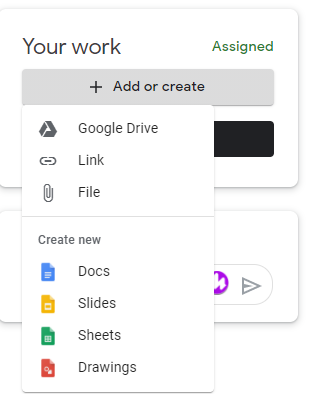 Your work
Assigned
+ Add or create
Google Drive
Link
File
Create new
Docs
Slides
Sheets
Drawings